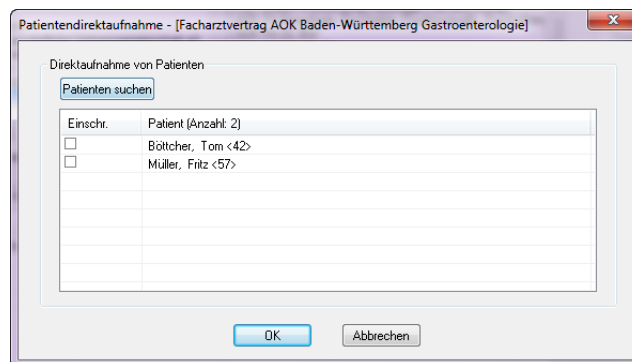 Patientendirektaufnahme - [Facharztvertrag AOK Baden-Württemberg Gastroenterologie]
Direktaufnahme von Patienten
Patienten suchen
Einschr. Patient (Anzahl: 2)
Böttcher, Tom <42>
Müller, Fritz <57>
OK Abbrechen